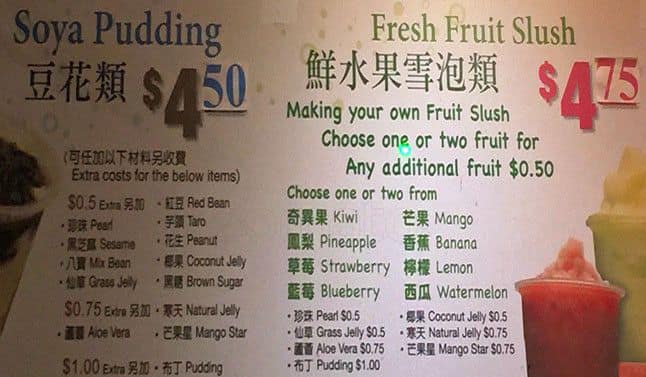 Soya Pudding
豆花類 $4.50
(可任加以下材料另收費
Extra costs for the below items)
$0.5 Extra 另加 • 紅豆 Red Bean
• 珍珠 Pearl • 芋頭 Taro
• 黑芝麻 Sesame • 花生 Peanut
• 八寶 Mix Bean • 椰果 Coconut Jelly
• 仙草 Grass Jelly • 黑糖 Brown Sugar
$0.75 Extra 另加 • 寒天 Natural Jelly
• 蘆薈 Aloe Vera • 芒果星 Mango Star
$1.00 Extra 另加 • 布丁 Pudding
Fresh Fruit Slush
鮮水果雪泡類 $4.75
Making your own Fruit Slush
Choose one or two fruit for
Any additional fruit $0.50
Choose one or two from
奇異果 Kiwi 芒果 Mango
鳳梨 Pineapple 香蕉 Banana
草莓 Strawberry 檸檬 Lemon
藍莓 Blueberry 西瓜 Watermelon
• 珍珠 Pearl $0.5 • 椰果 Coconut Jelly $0.5
• 仙草 Grass Jelly $0.5 • 寒天 Natural Jelly $0.75
• 蘆薈 Aloe Vera $0.75 • 芒果星 Mango Star $0.75
• 布丁 Pudding $1.00